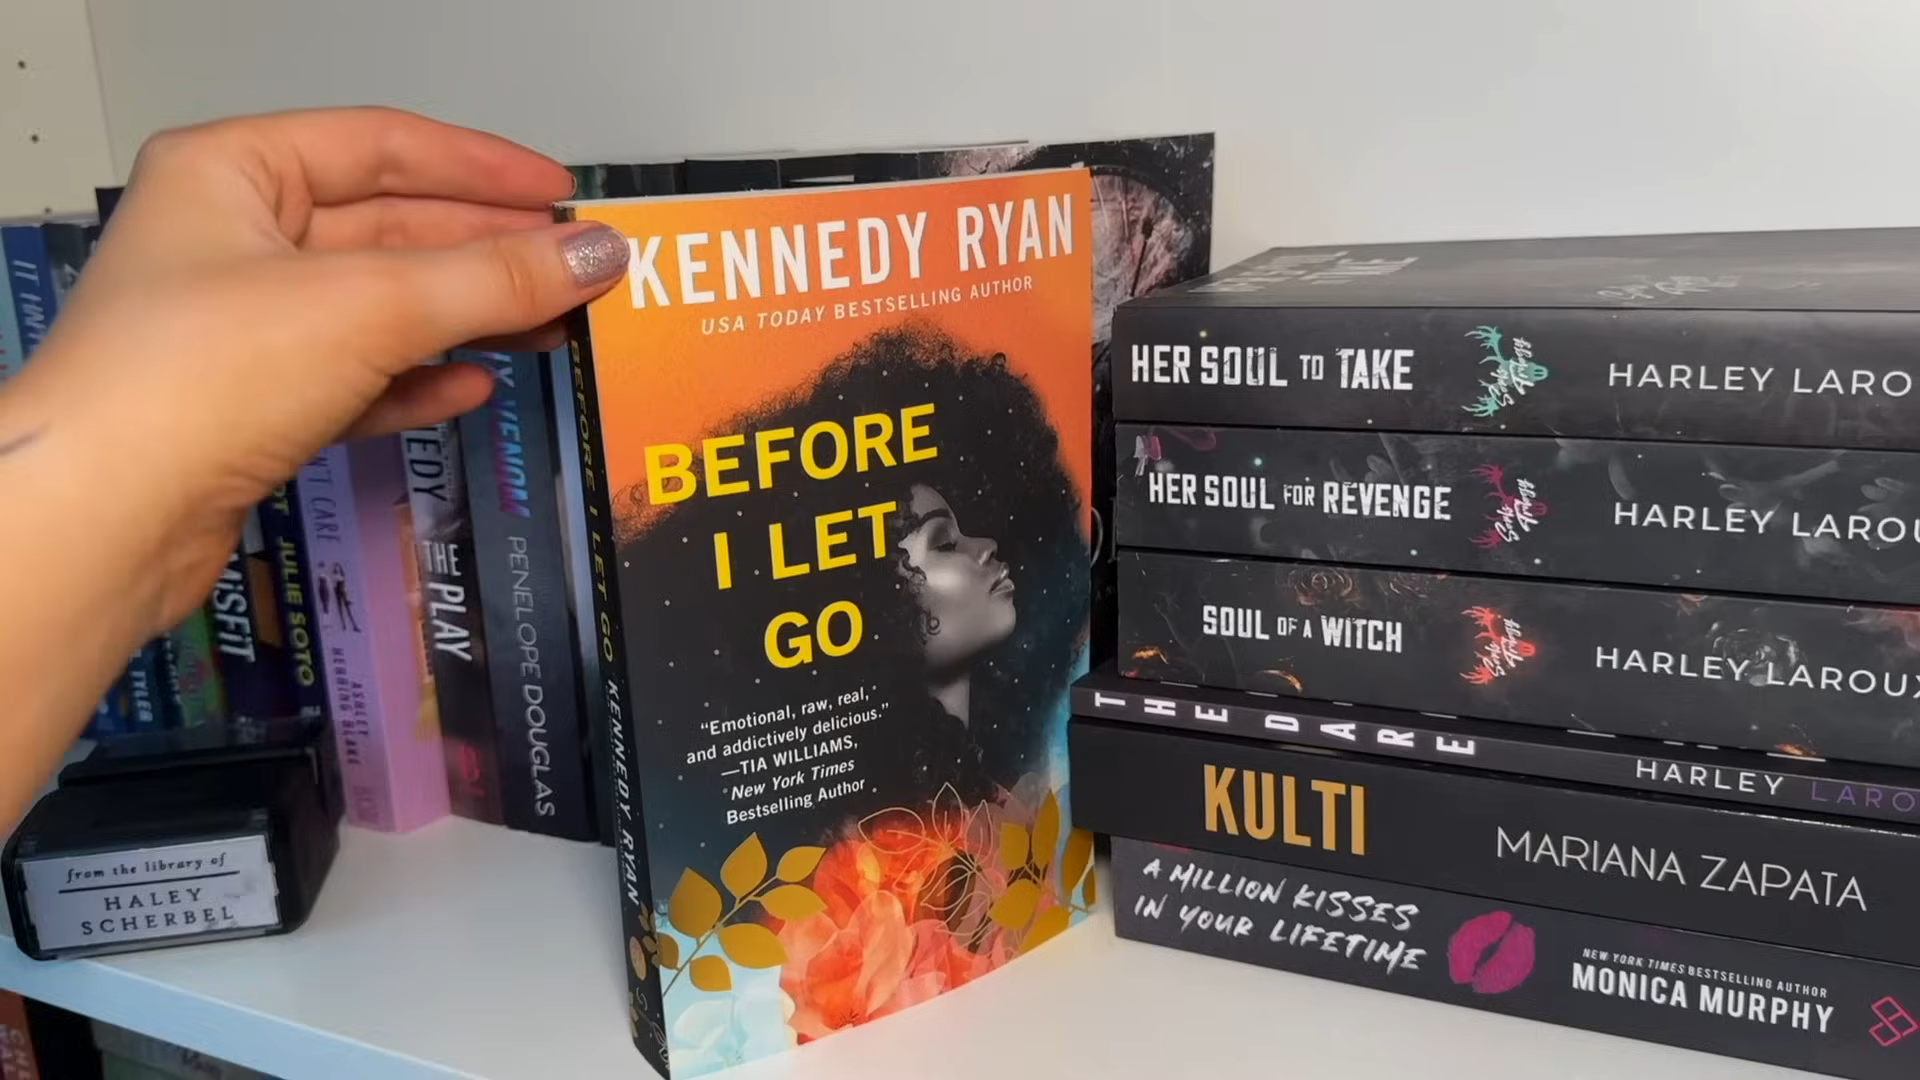 KENNEDY RYAN
USA TODAY BESTSELLING AUTHOR
BEFORE
I LET
GO
“Emotional, raw, real,
and addictively delicious.”
—TIA WILLIAMS,
New York Times
Bestselling Author
BEFORE I LET GO KENNEDY RYAN
HER SOUL TO TAKE HARLEY LARO
HER SOUL FOR REVENGE HARLEY LAROU
SOUL OF A WITCH HARLEY LAROUX
THE DARE HARLEY LARO
KULTI MARIANA ZAPATA
A MILLION KISSES
IN YOUR LIFETIME
NEW YORK TIMES BESTSELLING AUTHOR
MONICA MURPHY
from the library of
HALEY
SCHERBEL
MISFIT
JULIE SOTO
THE PLAY
VENOM
PENELOPE DOUGLAS